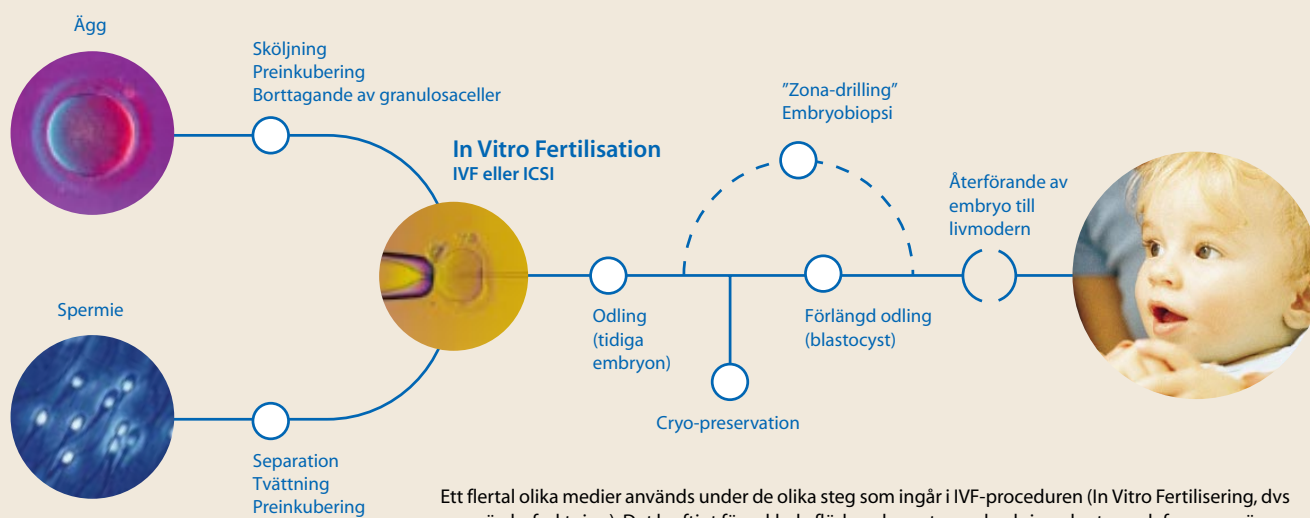 Ägg
Sköljning
Preinkubering
Borttagande av granulosaceller
In Vitro Fertilisation
IVF eller ICSI
”Zona-drilling”
Embryobiopsi
Återförande av
embryo till
livmodern
Spermie
Odling
(tidiga
embryon)
Förlängd odling
(blastocyst)
Cryo-preservation
Separation
Tvättning
Preinkubering
Ett flertal olika medier används under de olika steg som ingår i IVF-proceduren (In Vitro Fertilisering, dvs